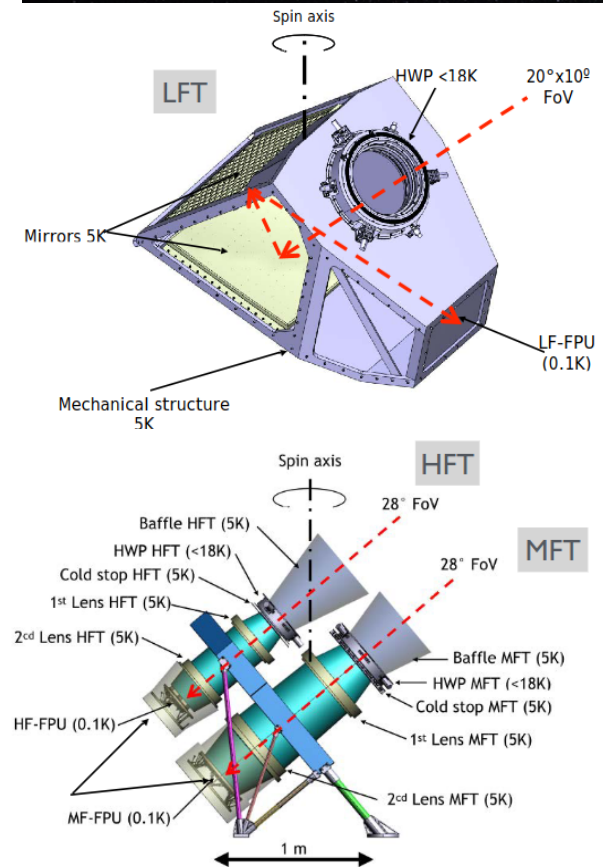 Spin axis
LFT
HWP <18K
20°x10º
FoV
Mirrors 5K
LF-FPU
(0.1K)
Mechanical structure
5K
HFT
Spin axis
28° FoV
MFT
Baffle HFT (5K)
HWP HFT (<18K)
28° FoV
Cold stop HFT (5K)
1st Lens HFT (5K)
2cd Lens HFT (5K)
Baffle MFT (5K)
HWP MFT (<18K)
Cold stop MFT (5K)
HF-FPU (0.1K)
1st Lens MFT (5K)
2cd Lens MFT (5K)
MF-FPU (0.1K)
1 m